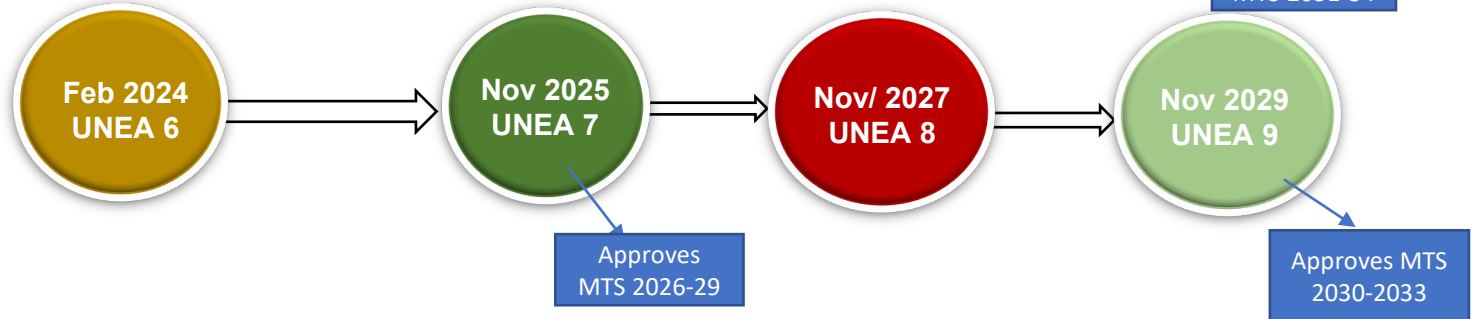 Feb 2024
UNEA 6
Nov 2025
UNEA 7
Nov/ 2027
UNEA 8
Nov 2029
UNEA 9
Approves
MTS 2026-29
Approves MTS
2030-2033